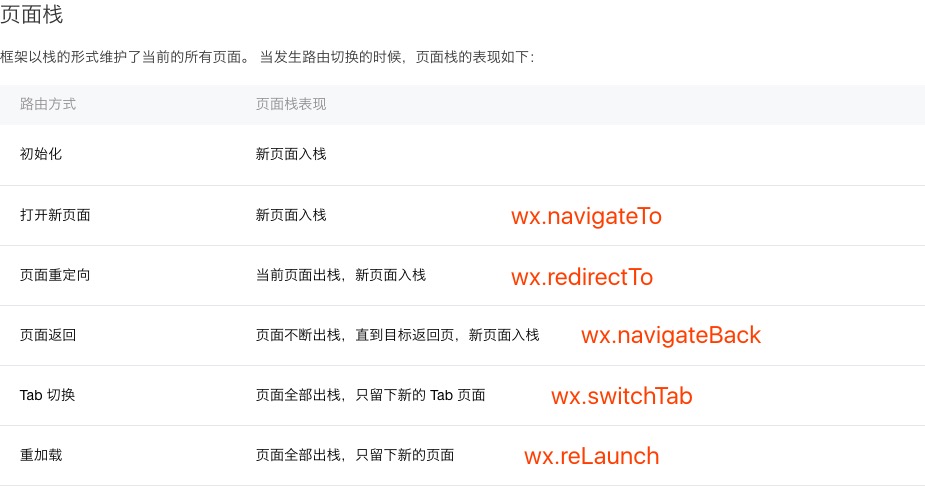 页面栈
框架以栈的形式维护了当前的所有页面。 当发生路由切换的时候，页面栈的表现如下：
路由方式 页面栈表现
初始化 新页面入栈
打开新页面 新页面入栈 wx.navigateTo
页面重定向 当前页面出栈，新页面入栈 wx.redirectTo
页面返回 页面不断出栈，直到目标返回页，新页面入栈 wx.navigateBack
Tab 切换 页面全部出栈，只留下新的 Tab 页面 wx.switchTab
重加载 页面全部出栈，只留下新的页面 wx.reLaunch